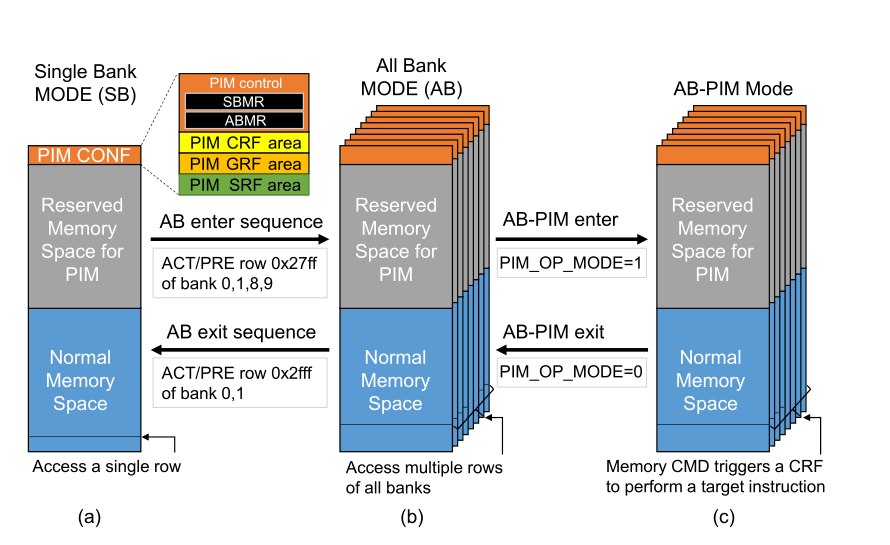 Single Bank
MODE (SB)
PIM control
SBMR
ABMR
PIM CRF area
PIM GRF area
PIM SRF area
PIM CONF
Reserved
Memory
Space for
PIM
Normal
Memory
Space
Access a single row
(a)
AB enter sequence
ACT/PRE row 0x27ff
of bank 0,1,8,9
AB exit sequence
ACT/PRE row 0x2fff
of bank 0,1
All Bank
MODE (AB)
Reserved
Memory
Space for
PIM
Normal
Memory
Space
Access multiple rows
of all banks
(b)
AB-PIM enter
PIM_OP_MODE=1
AB-PIM exit
PIM_OP_MODE=0
AB-PIM Mode
Reserved
Memory
Space for
PIM
Normal
Memory
Space
Memory CMD triggers a CRF
to perform a target instruction
(c)